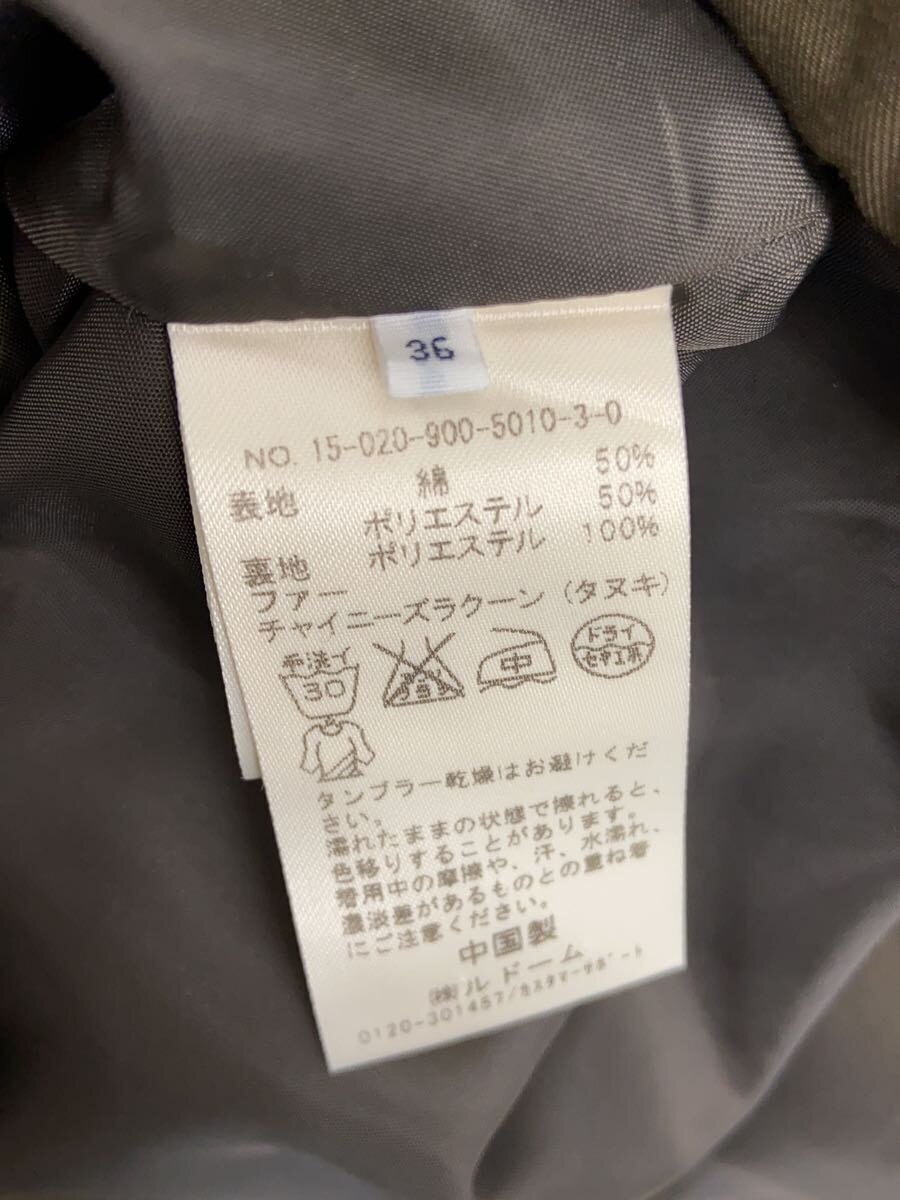 36
NO. 15-020-900-5010-3-0
表地 綿 50%
ポリエステル 50%
裏地 ポリエステル 100%
ファー
チャイニーズラクーン (タヌキ)
手洗イ 30 中 ドライ セキユ系
タンブラー乾燥はお避けくだ
さい。
濡れたままの状態で擦れると、
色移りすることがあります。
着用中の摩擦や、汗、水濡れ、
濃淡差があるものとの重ね着
にご注意ください。
中国製
㈱ルドーム
0120-301457/カスタマーサポート